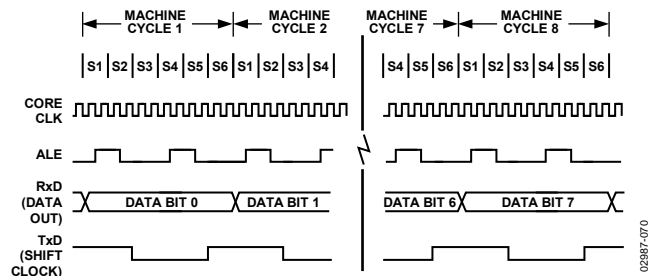 MACHINE CYCLE 1
MACHINE CYCLE 2
MACHINE CYCLE 7
MACHINE CYCLE 8
S1 S2 S3 S4 S5 S6 S1 S2 S3 S4 S4 S5 S6 S1 S2 S3 S4 S5 S6
CORE CLK
ALE
RxD (DATA OUT)
DATA BIT 0 DATA BIT 1 DATA BIT 6 DATA BIT 7
TxD (SHIFT CLOCK)
02987-070